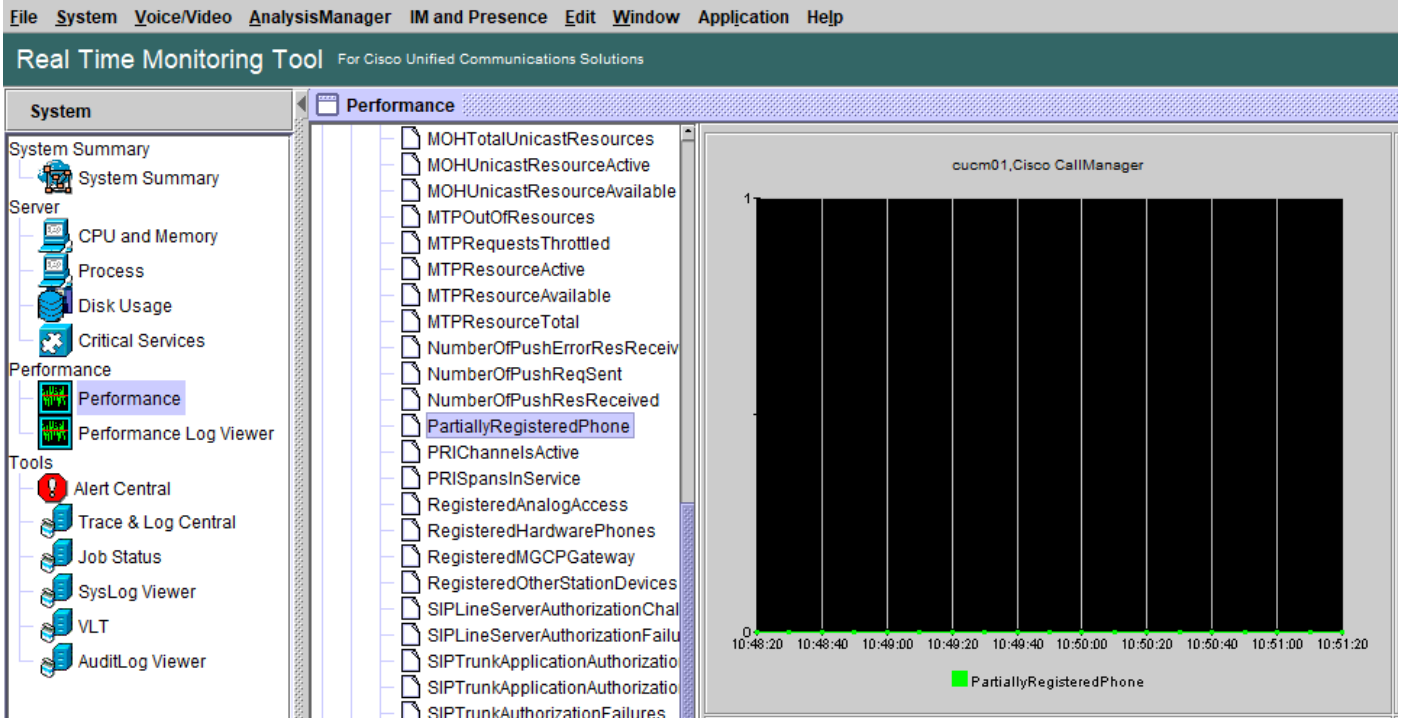 File System Voice/Video AnalysisManager IM and Presence Edit Window Application Help
Real Time Monitoring Tool For Cisco Unified Communications Solutions
System
System Summary
System Summary
Server
CPU and Memory
Process
Disk Usage
Critical Services
Performance
Performance
Performance Log Viewer
Tools
Alert Central
Trace & Log Central
Job Status
SysLog Viewer
VLT
AuditLog Viewer
Performance
MOHTotalUnicastResources
MOHUnicastResourceActive
MOHUnicastResourceAvailable
MTPOutOfResources
MTPRequestsThrottled
MTPResourceActive
MTPResourceAvailable
MTPResourceTotal
NumberOfPushErrorResReceiv
NumberOfPushReqSent
NumberOfPushResReceived
PartiallyRegisteredPhone
PRIChannelsActive
PRISpansInService
RegisteredAnalogAccess
RegisteredHardwarePhones
RegisteredMGCPGateway
RegisteredOtherStationDevices
SIPLineServerAuthorizationChal
SIPLineServerAuthorizationFailu
SIPTrunkApplicationAuthorizatio
SIPTrunkApplicationAuthorizatio
SIPTrunkAuthorizationFailures
cucm01,Cisco CallManager
1
0
10:48:20 10:48:40 10:49:00 10:49:20 10:49:40 10:50:00 10:50:20 10:50:40 10:51:00 10:51:20
PartiallyRegisteredPhone